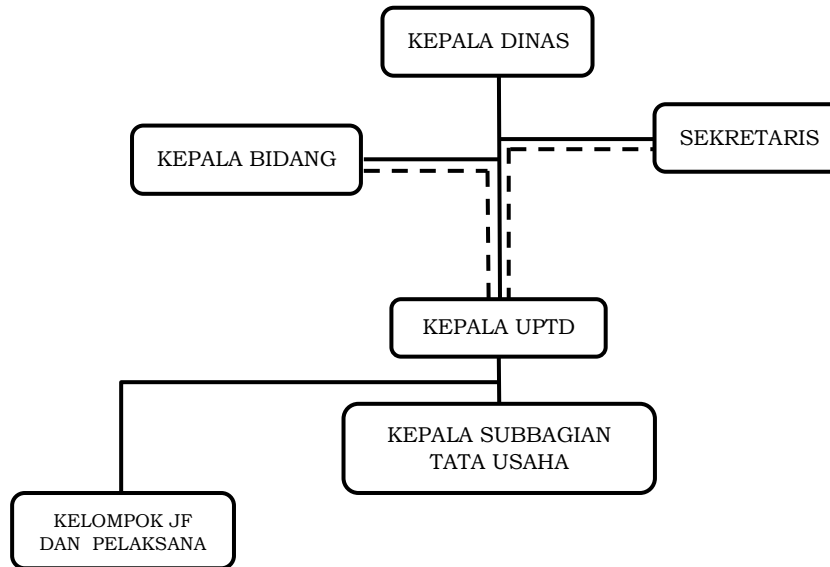 KEPALA DINAS
SEKRETARIS
KEPALA BIDANG
KEPALA UPTD
KEPALA SUBBAGIAN
TATA USAHA
KELOMPOK JF
DAN PELAKSANA